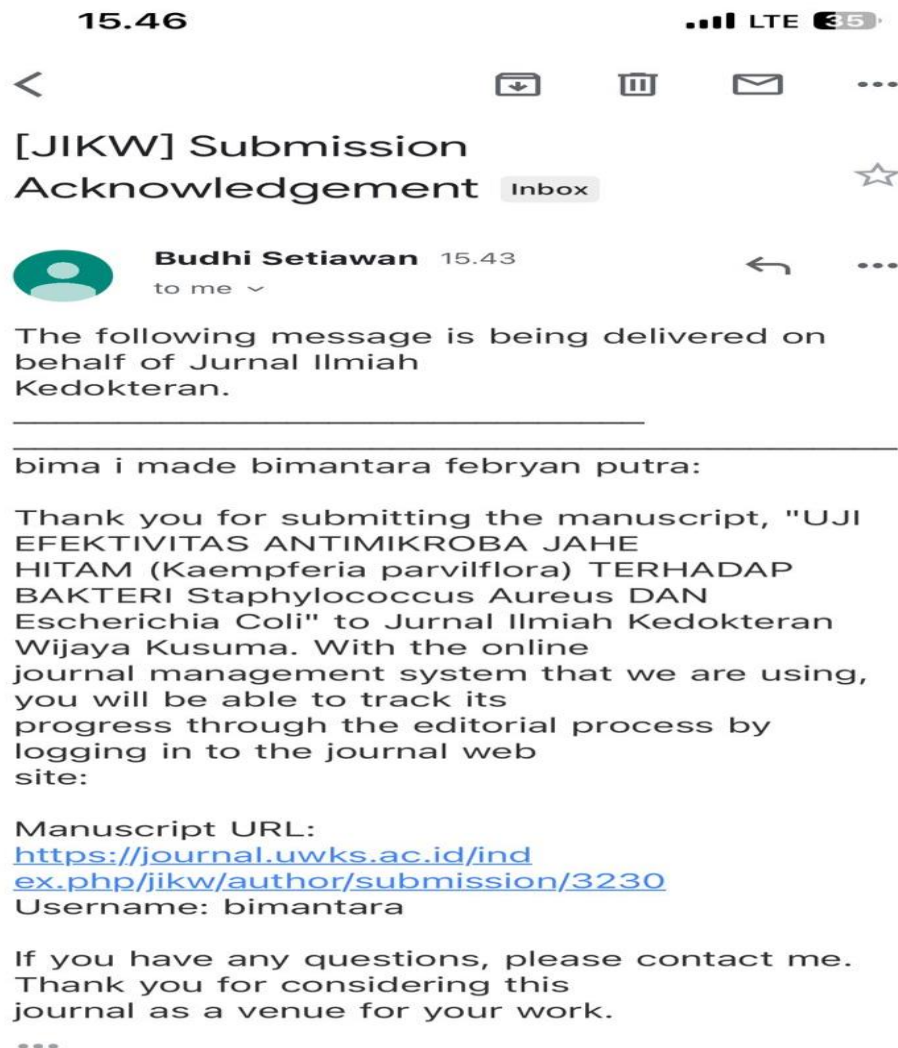 15.46 LTE 35
[JIKW] Submission
Acknowledgement Inbox
Budhi Setiawan 15.43
to me
The following message is being delivered on
behalf of Jurnal Ilmiah
Kedokteran.
bima i made bimantara febryan putra:
Thank you for submitting the manuscript, "UJI
EFEKTIVITAS ANTIMIKROBA JAHE
HITAM (Kaempferia parvilflora) TERHADAP
BAKTERI Staphylococcus Aureus DAN
Escherichia Coli" to Jurnal Ilmiah Kedokteran
Wijaya Kusuma. With the online
journal management system that we are using,
you will be able to track its
progress through the editorial process by
logging in to the journal web
site:
Manuscript URL:
https://journal.uwks.ac.id/ind
ex.php/jikw/author/submission/3230
Username: bimantara
If you have any questions, please contact me.
Thank you for considering this
journal as a venue for your work.